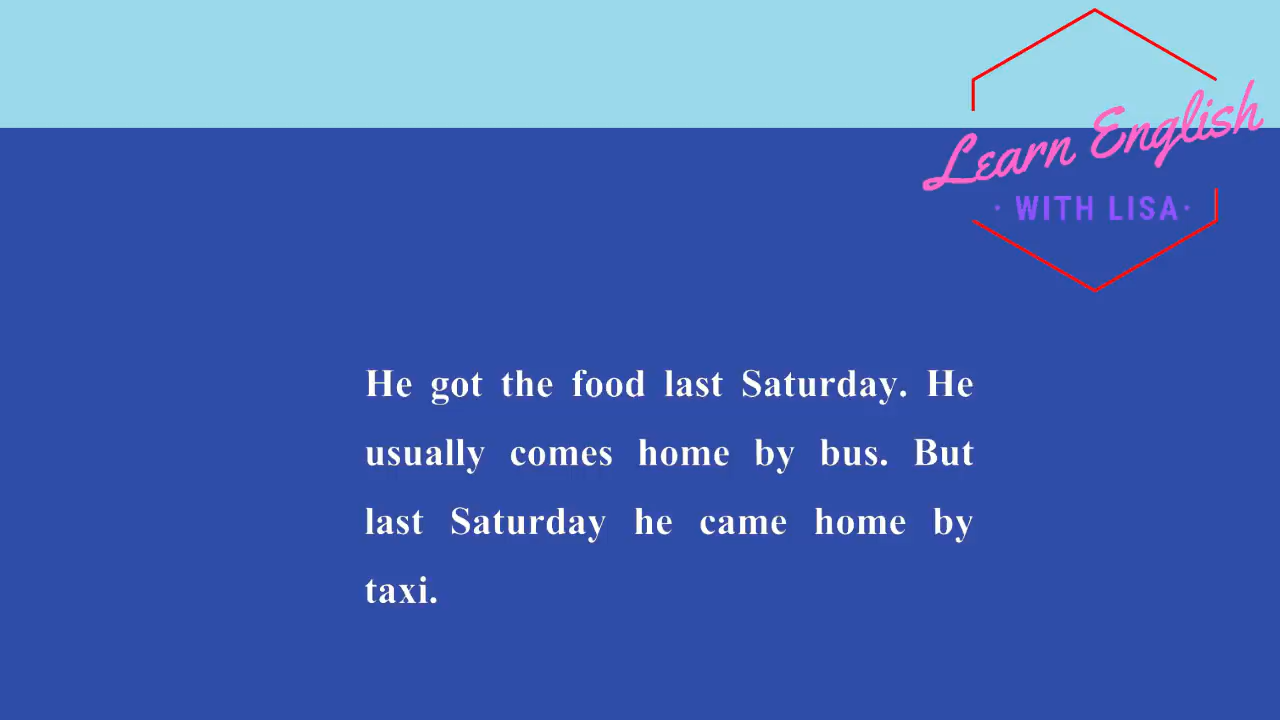 Learn English
· WITH LISA·
He got the food last Saturday. He
usually comes home by bus. But
last Saturday he came home by
taxi.